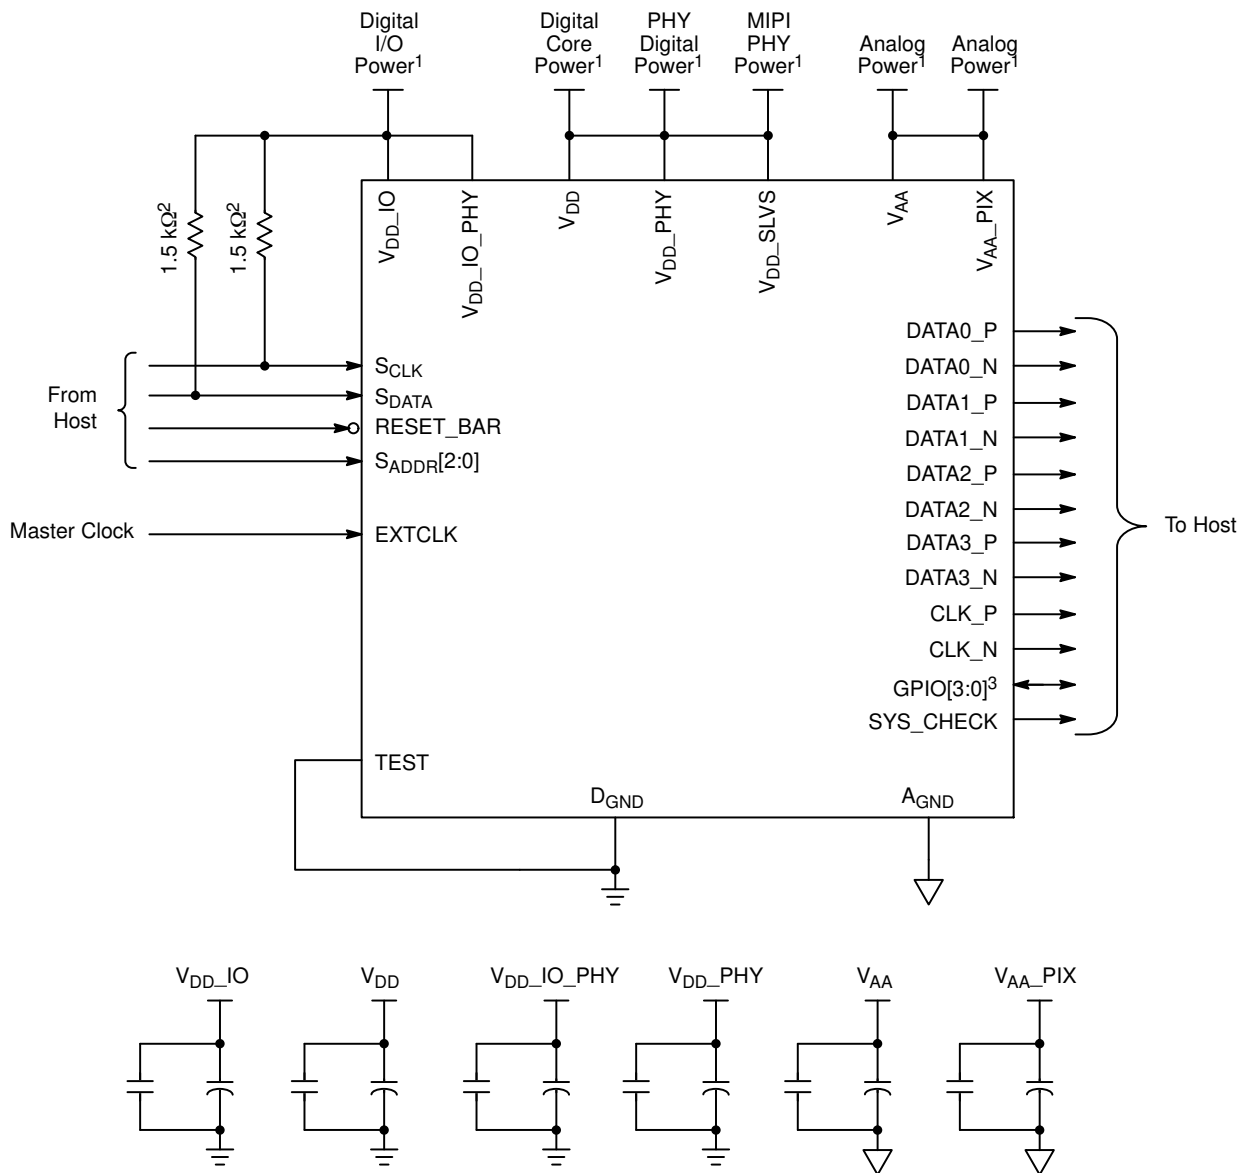 Digital
I/O
Power¹
Digital
Core
Power¹
PHY
Digital
Power¹
MIPI
PHY
Power¹
Analog
Power¹
Analog
Power¹
1.5 kΩ²
1.5 kΩ²
VDD_IO
VDD_IO_PHY
VDD
VDD_PHY
VDD_SLVS
VAA
VAA_PIX
From
Host
SCLK
SDATA
RESET_BAR
SADDR[2:0]
Master Clock
EXTCLK
TEST
DGND
AGND
DATA0_P
DATA0_N
DATA1_P
DATA1_N
DATA2_P
DATA2_N
DATA3_P
DATA3_N
CLK_P
CLK_N
GPIO[3:0]³
SYS_CHECK
To Host
VDD_IO
VDD
VDD_IO_PHY
VDD_PHY
VAA
VAA_PIX